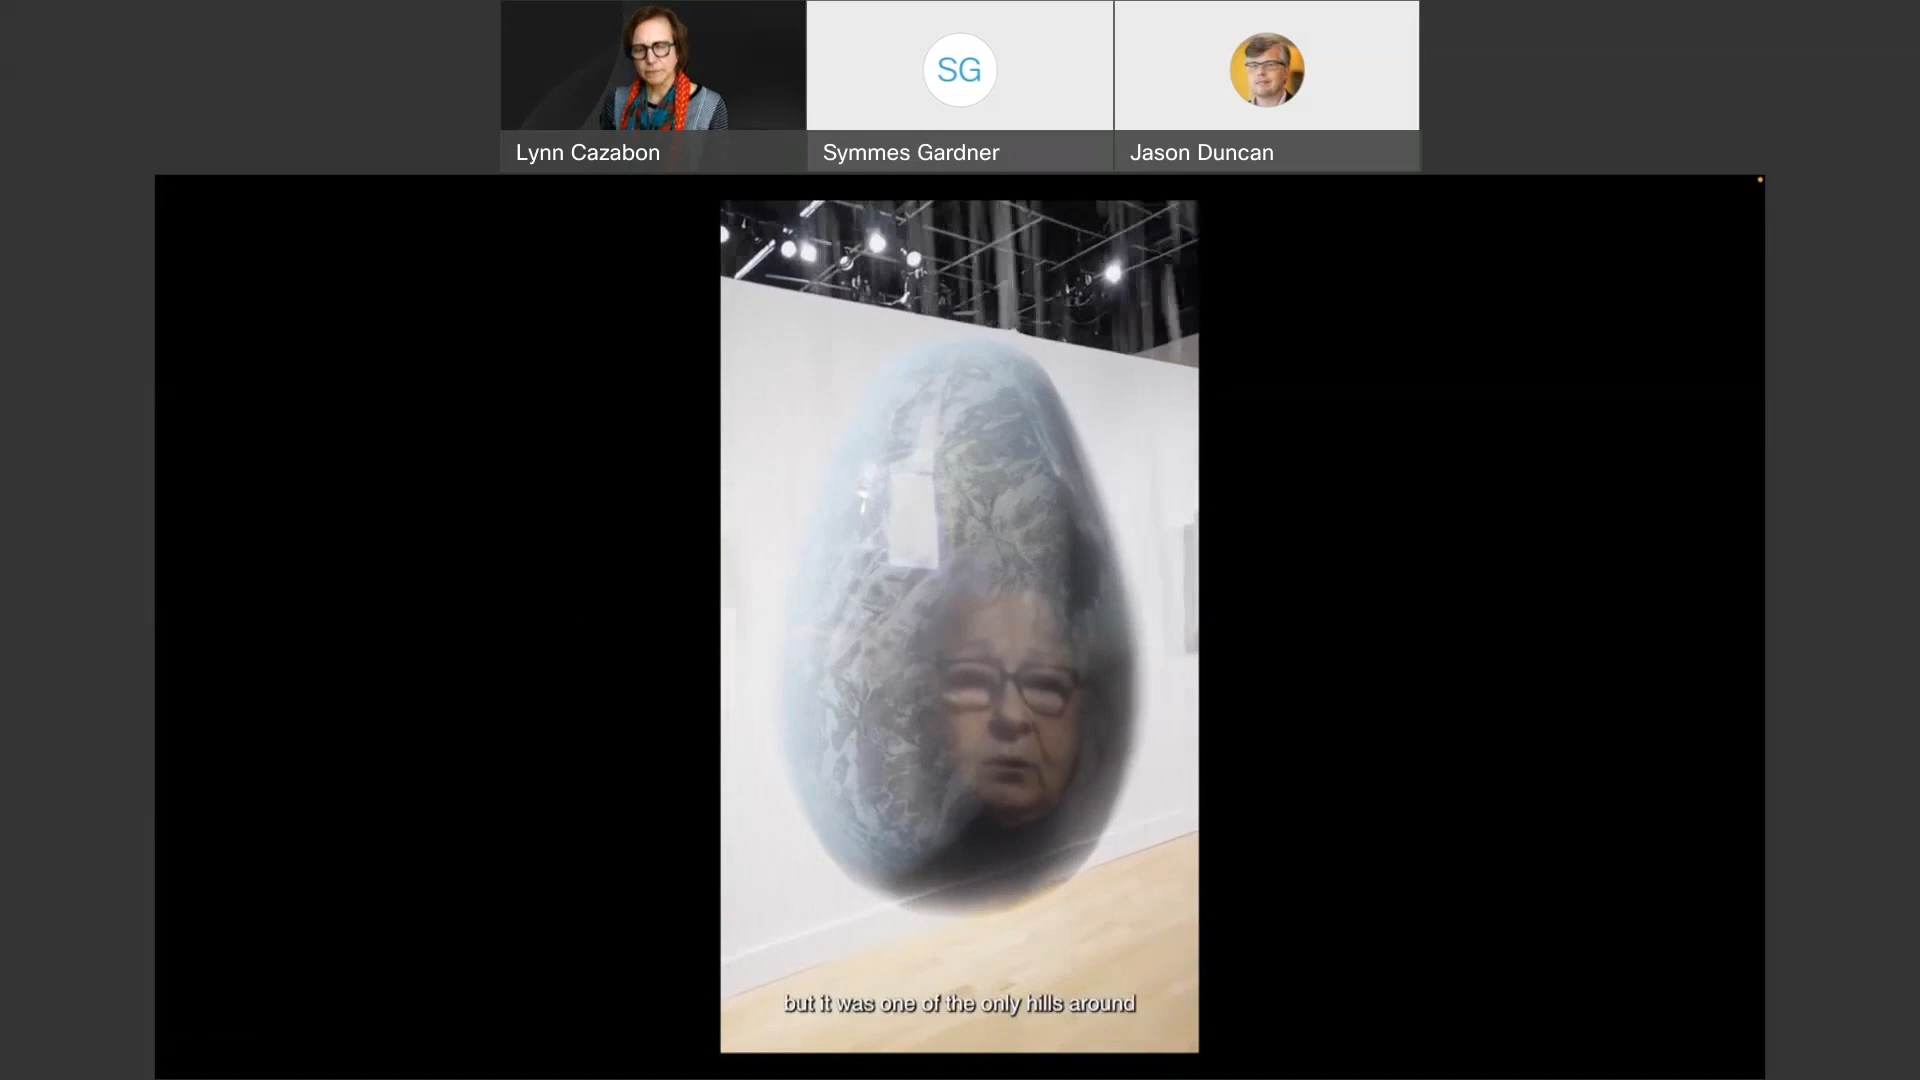 SG
Lynn Cazabon
Symmes Gardner
Jason Duncan
but it was one of the only hills around